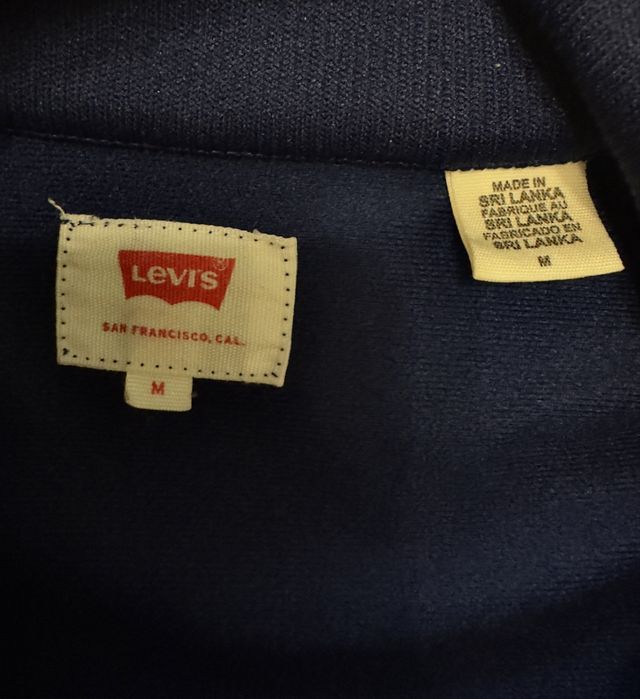 LEVI'S®
SAN FRANCISCO, CAL.
M
MADE IN
SRI LANKA
FABRIQUE AU
SRI LANKA
FABRICADO EN
SRI LANKA
M